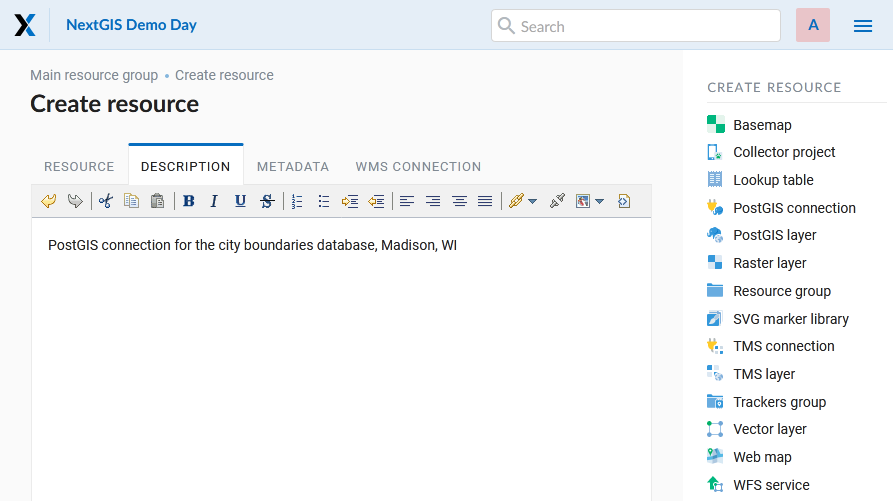 NextGIS Demo Day
Search
A
Main resource group • Create resource
Create resource
RESOURCE
DESCRIPTION
METADATA
WMS CONNECTION
B I U S
PostGIS connection for the city boundaries database, Madison, WI
CREATE RESOURCE
Basemap
Collector project
Lookup table
PostGIS connection
PostGIS layer
Raster layer
Resource group
SVG marker library
TMS connection
TMS layer
Trackers group
Vector layer
Web map
WFS service